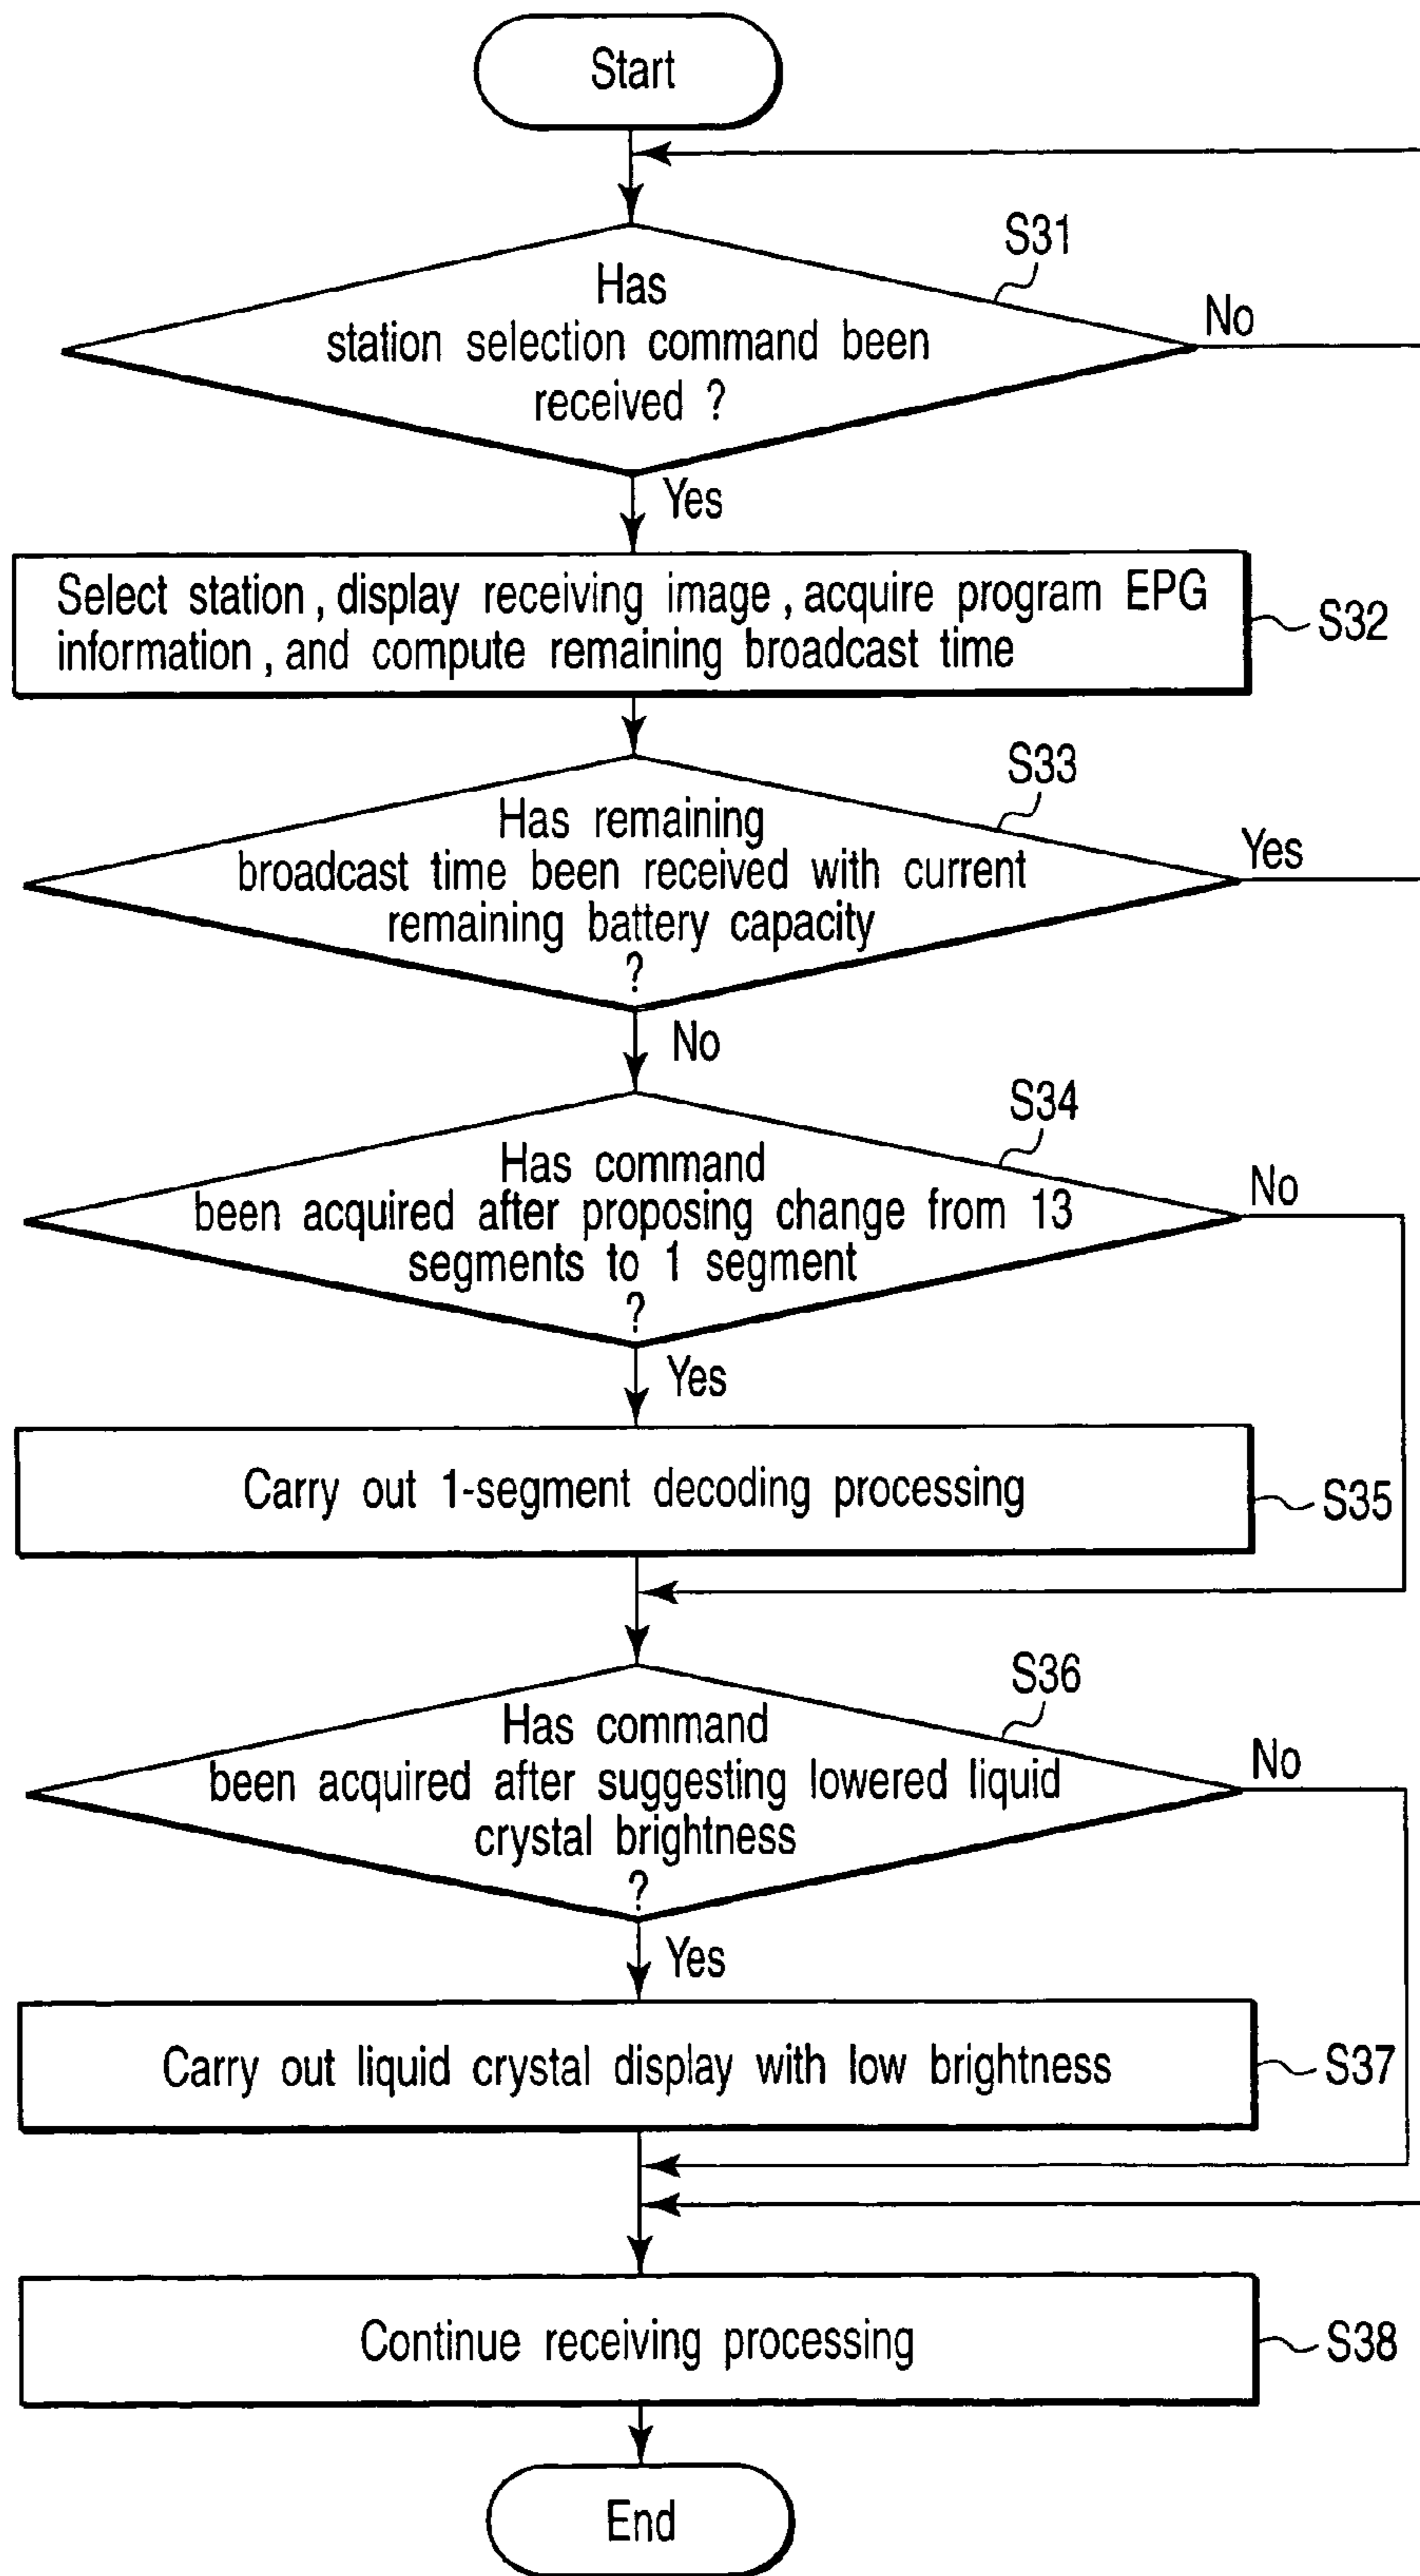 Start
S31
Has
station selection command been
received ?
No
Yes
Select station, display receiving image, acquire program EPG
information, and compute remaining broadcast time
S32
S33
Has remaining
broadcast time been received with current
remaining battery capacity
?
Yes
No
S34
Has command
been acquired after proposing change from 13
segments to 1 segment
?
No
Yes
Carry out 1-segment decoding processing
S35
S36
Has command
been acquired after suggesting lowered liquid
crystal brightness
?
No
Yes
Carry out liquid crystal display with low brightness
S37
Continue receiving processing
S38
End